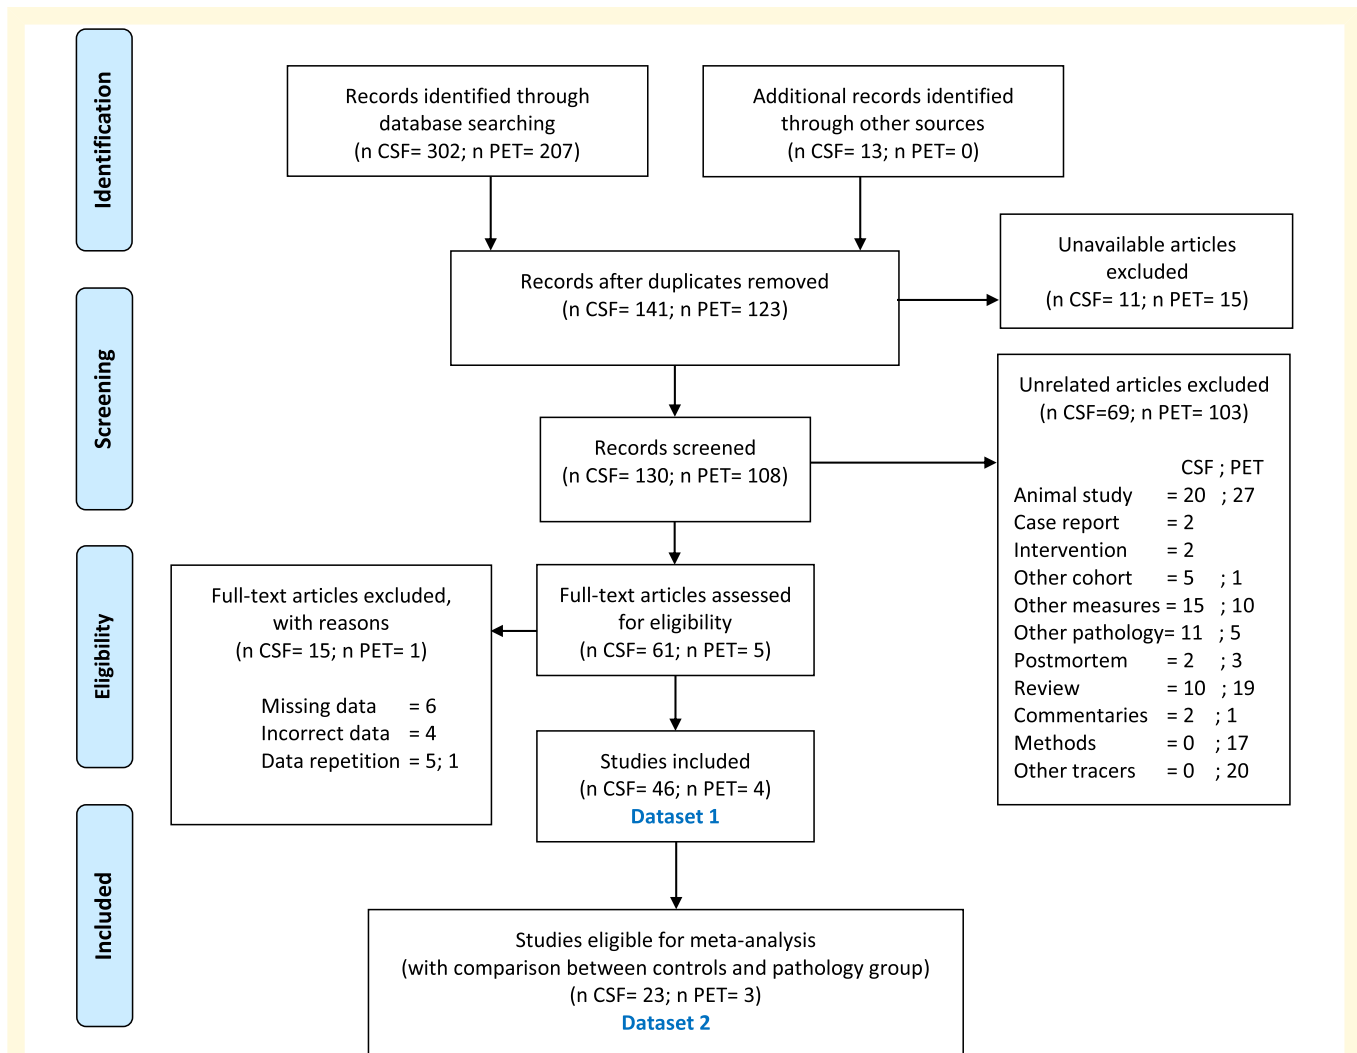 Identification
Records identified through
database searching
(n CSF= 302; n PET= 207)
Additional records identified
through other sources
(n CSF= 13; n PET= 0)
Records after duplicates removed
(n CSF= 141; n PET= 123)
Unavailable articles
excluded
(n CSF= 11; n PET= 15)
Screening
Records screened
(n CSF= 130; n PET= 108)
Unrelated articles excluded
(n CSF=69; n PET= 103)
CSF ; PET
Animal study = 20 ; 27
Case report = 2
Intervention = 2
Other cohort = 5 ; 1
Other measures = 15 ; 10
Other pathology= 11 ; 5
Postmortem = 2 ; 3
Review = 10 ; 19
Commentaries = 2 ; 1
Methods = 0 ; 17
Other tracers = 0 ; 20
Eligibility
Full-text articles assessed
for eligibility
(n CSF= 61; n PET= 5)
Full-text articles excluded,
with reasons
(n CSF= 15; n PET= 1)
Missing data = 6
Incorrect data = 4
Data repetition = 5; 1
Studies included
(n CSF= 46; n PET= 4)
Dataset 1
Included
Studies eligible for meta-analysis
(with comparison between controls and pathology group)
(n CSF= 23; n PET= 3)
Dataset 2